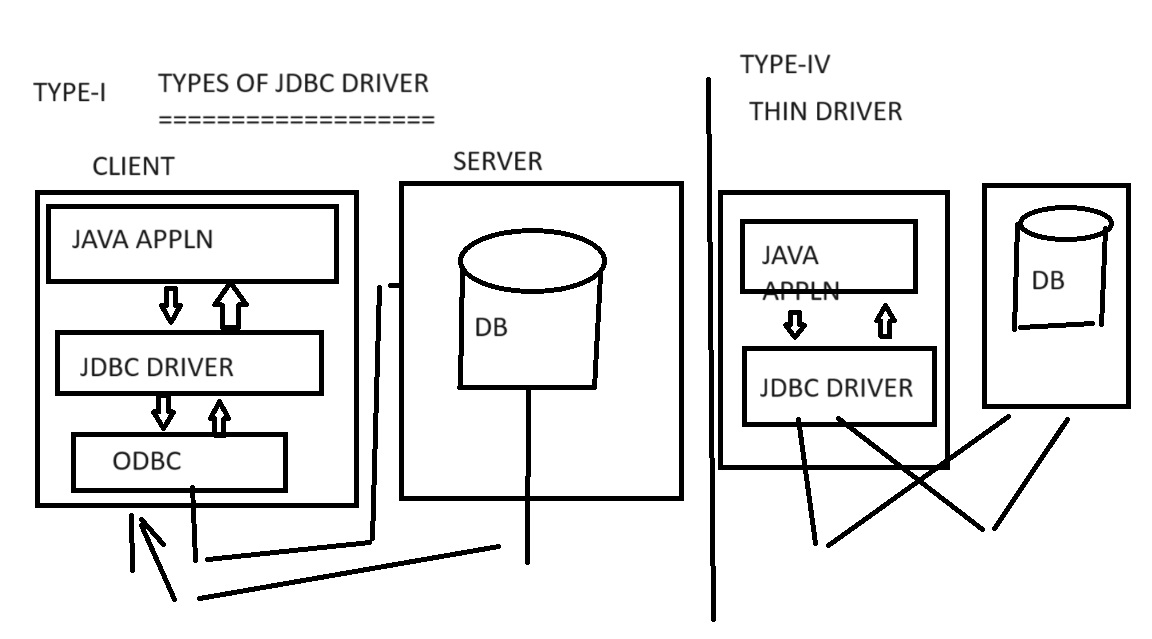 TYPE-I
TYPES OF JDBC DRIVER
===================
CLIENT
SERVER
JAVA APPLN
JDBC DRIVER
ODBC
DB
TYPE-IV
THIN DRIVER
JAVA
APPLN
JDBC DRIVER
DB